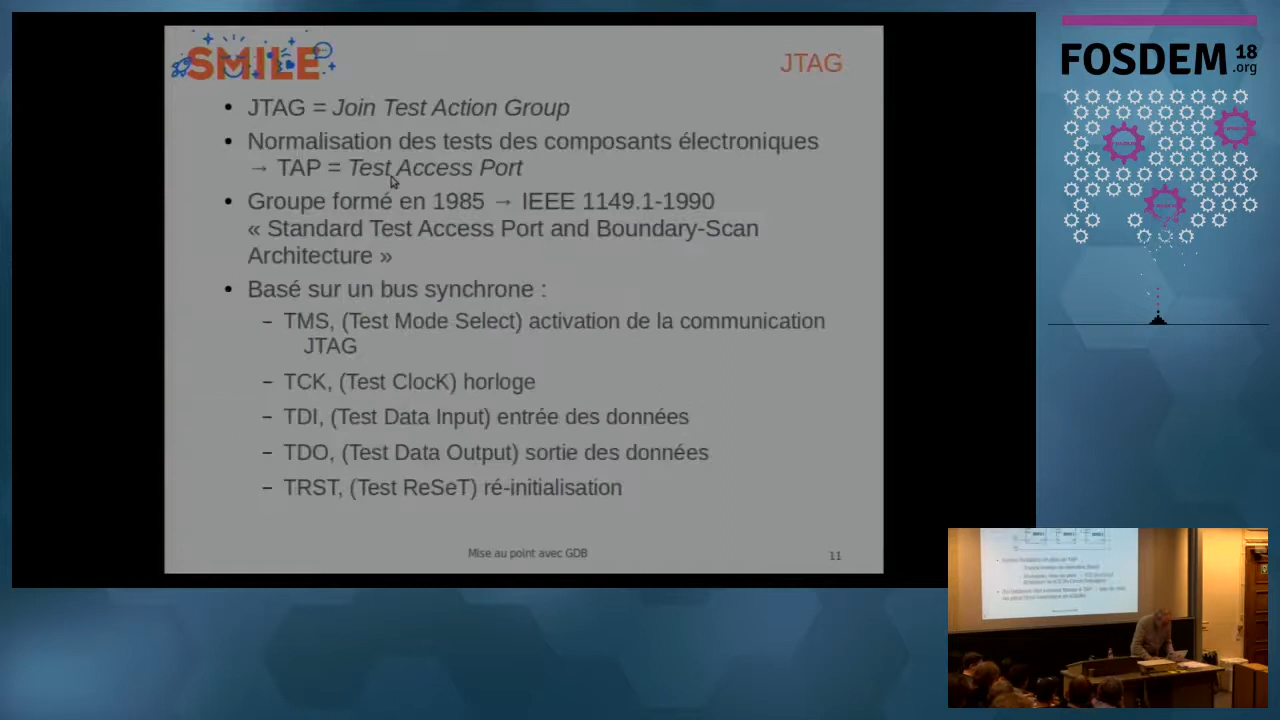 SMILE
JTAG
• JTAG = Join Test Action Group
• Normalisation des tests des composants électroniques
→ TAP = Test Access Port
• Groupe formé en 1985 → IEEE 1149.1-1990
« Standard Test Access Port and Boundary-Scan
Architecture »
• Basé sur un bus synchrone :
– TMS, (Test Mode Select) activation de la communication
JTAG
– TCK, (Test ClocK) horloge
– TDI, (Test Data Input) entrée des données
– TDO, (Test Data Output) sortie des données
– TRST, (Test ReSeT) ré-initialisation
Mise au point avec GDB
11
FOSDEM 18
.org